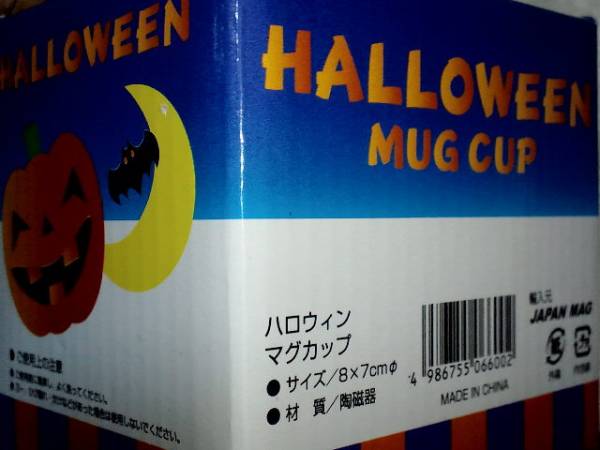 HALLOWEEN
●ご使用上の注意
HALLOWEEN
MUG CUP
ハロウィン
マグカップ
●サイズ/8×7cmφ
●材 質/陶磁器
4 986755 066002
MADE IN CHINA
輸入元
JAPAN MAG
外箱